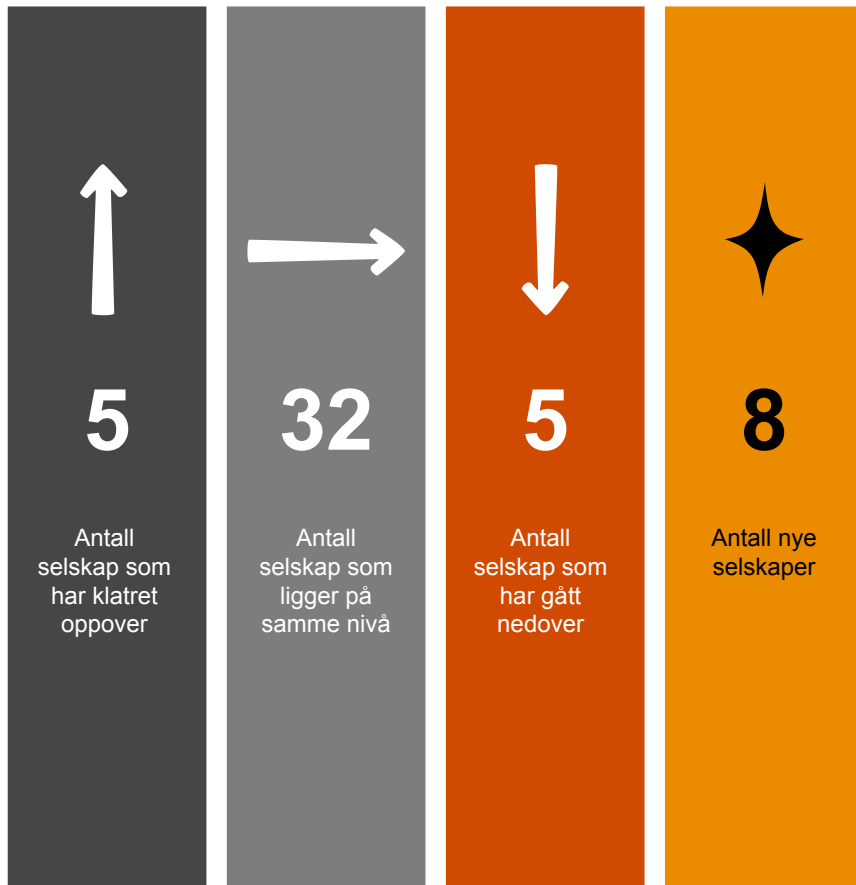 5
Antall
selskap som
har klatret
oppover
32
Antall
selskap som
ligger på
samme nivå
5
Antall
selskap som
har gått
nedover
8
Antall nye
selskaper